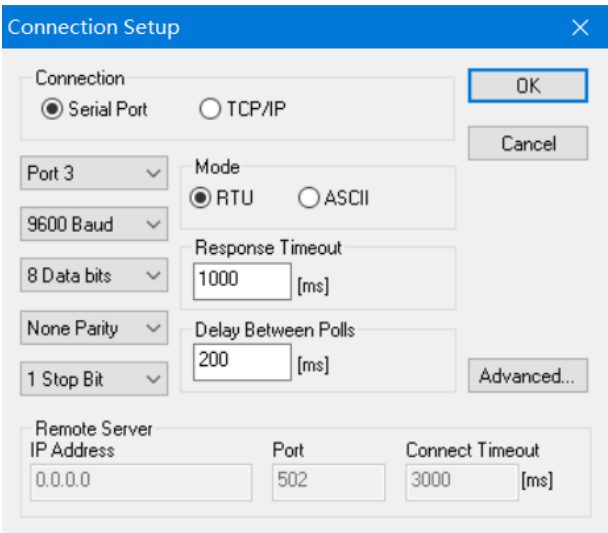 Connection Setup
Connection
Serial Port
TCP/IP
OK
Cancel
Port 3
9600 Baud
8 Data bits
None Parity
1 Stop Bit
Mode
RTU
ASCII
Response Timeout
1000 [ms]
Delay Between Polls
200 [ms]
Advanced...
Remote Server
IP Address
Port
Connect Timeout
0.0.0.0
502
3000 [ms]